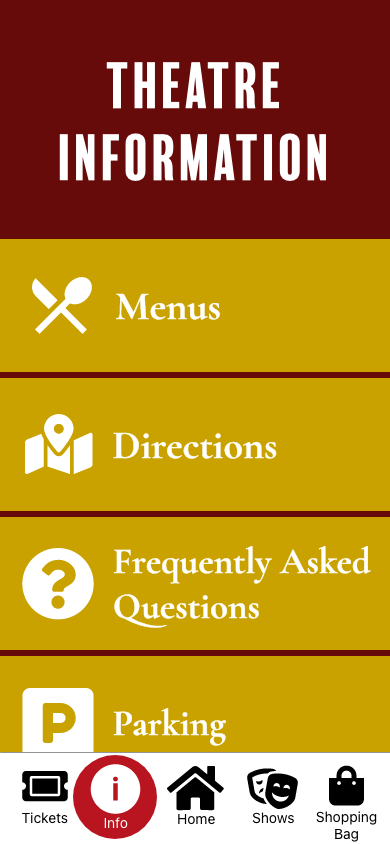 THEATRE
INFORMATION
Menus
Directions
Frequently Asked
Questions
P
Parking
Tickets
i
Info
Home
Shows
Shopping
Bag